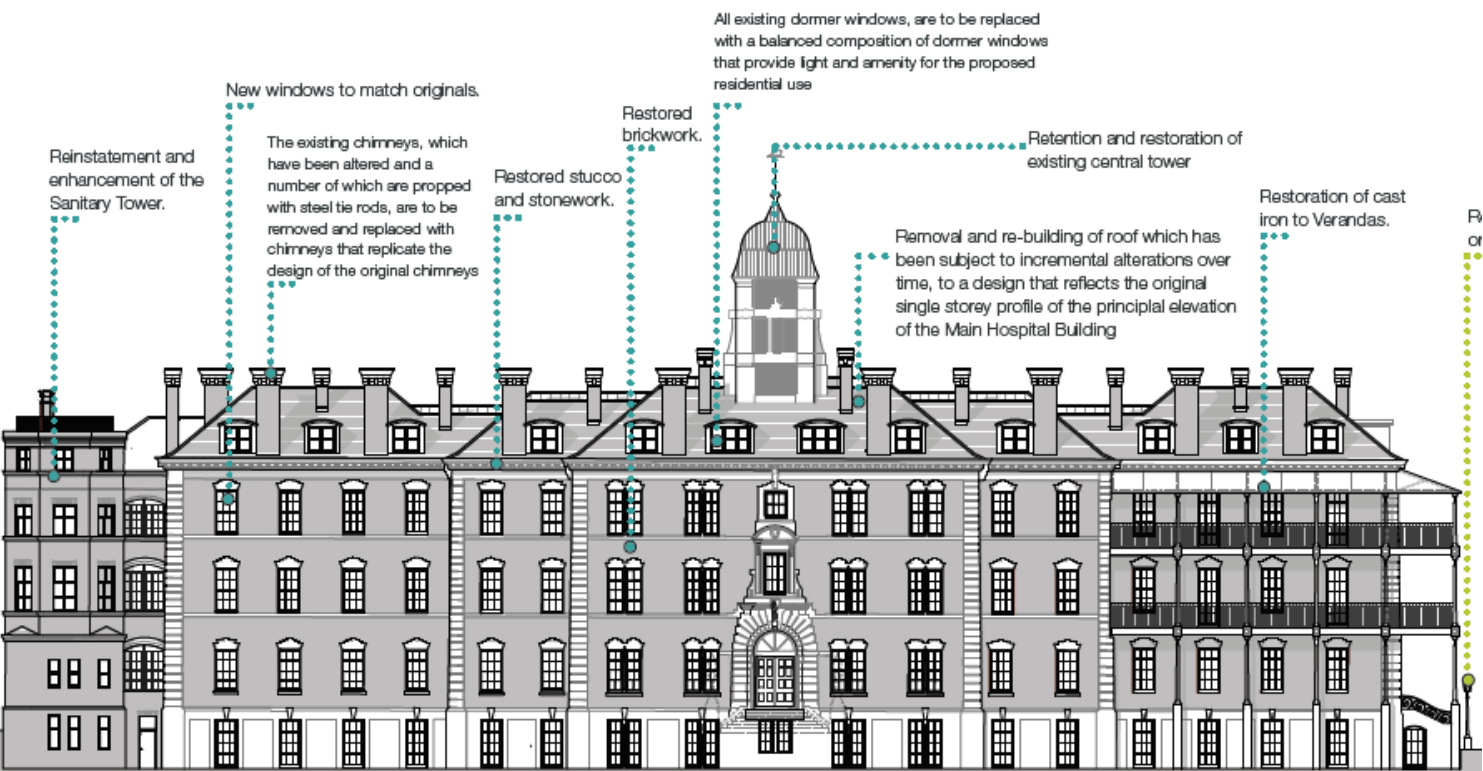 All existing dormer windows, are to be replaced
with a balanced composition of dormer windows
that provide light and amenity for the proposed
residential use
New windows to match originals.
Restored
brickwork.
The existing chimneys, which
have been altered and a
number of which are propped
with steel tie rods, are to be
removed and replaced with
chimneys that replicate the
design of the original chimneys
Retention and restoration of
existing central tower
Reinstatement and
enhancement of the
Sanitary Tower.
Restored stucco
and stonework.
Restoration of cast
iron to Verandas.
Removal and re-building of roof which has
been subject to incremental alterations over
time, to a design that reflects the original
single storey profile of the principlal elevation
of the Main Hospital Building